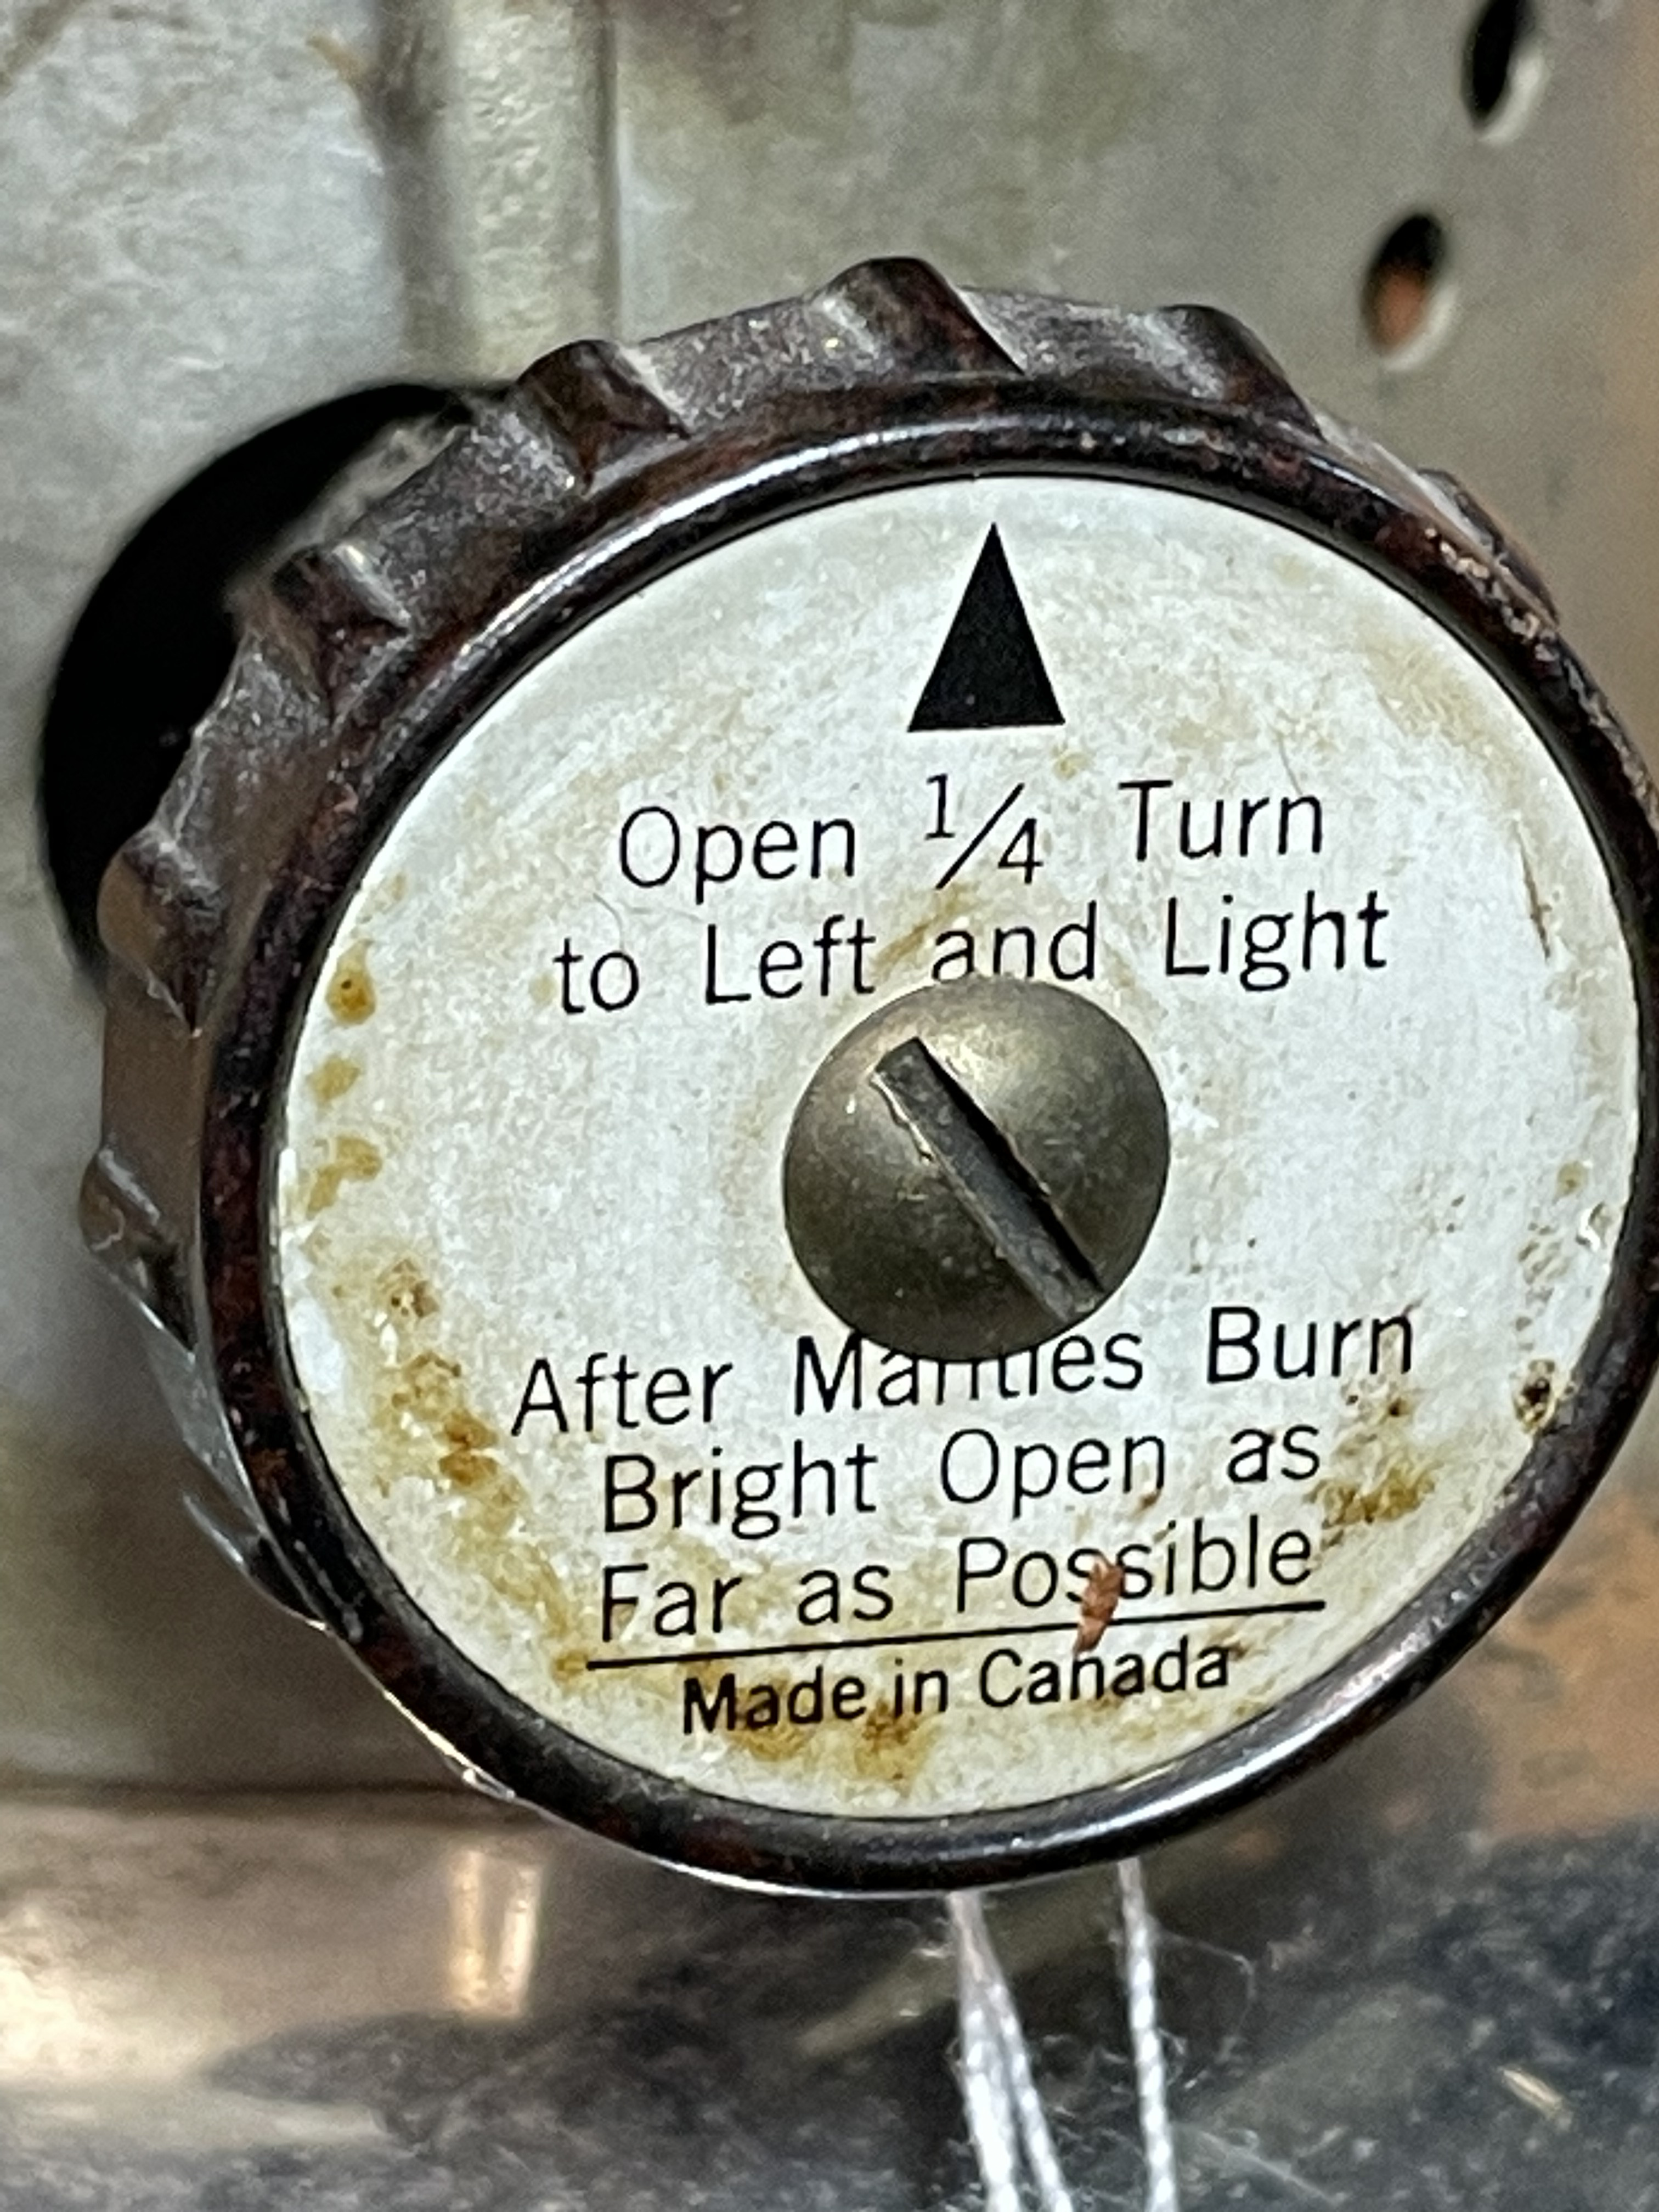 Open 1/4 Turn
to Left and Light
After Mantles Burn
Bright Open as
Far as Possible
Made in Canada